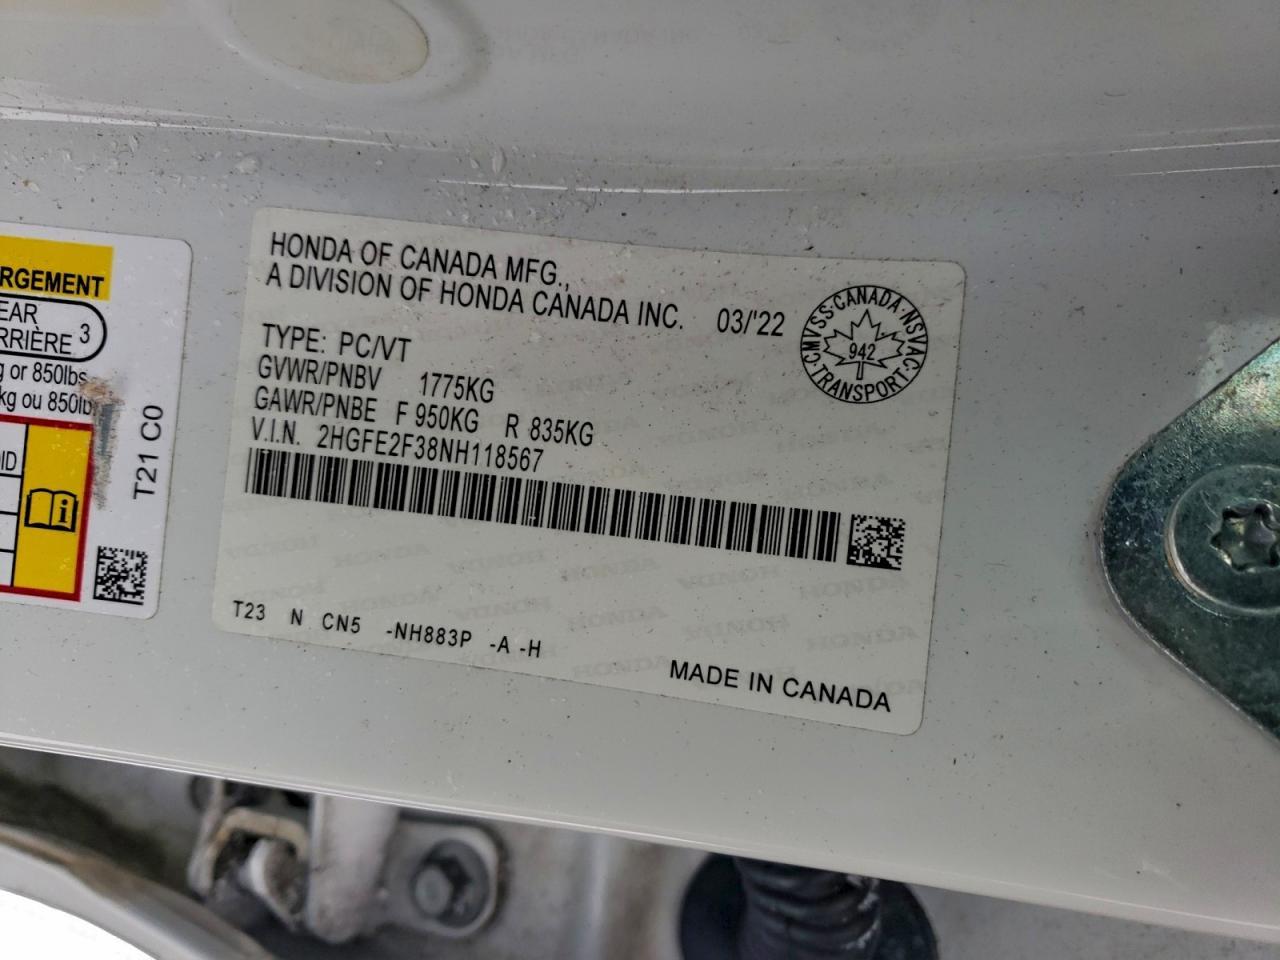 RGEMENT
EAR
RRIÈRE 3
g or 850lbs
kg ou 850lb
OID
T21 C0
HONDA OF CANADA MFG.,
A DIVISION OF HONDA CANADA INC. 03/'22
TYPE: PC/VT
GVWR/PNBV 1775KG
GAWR/PNBE F 950KG R 835KG
V.I.N. 2HGFE2F38NH118567
CMVSS·CANADA·NSVAC·TRANSPORT·
942
T23 N CN5 -NH883P -A -H
MADE IN CANADA